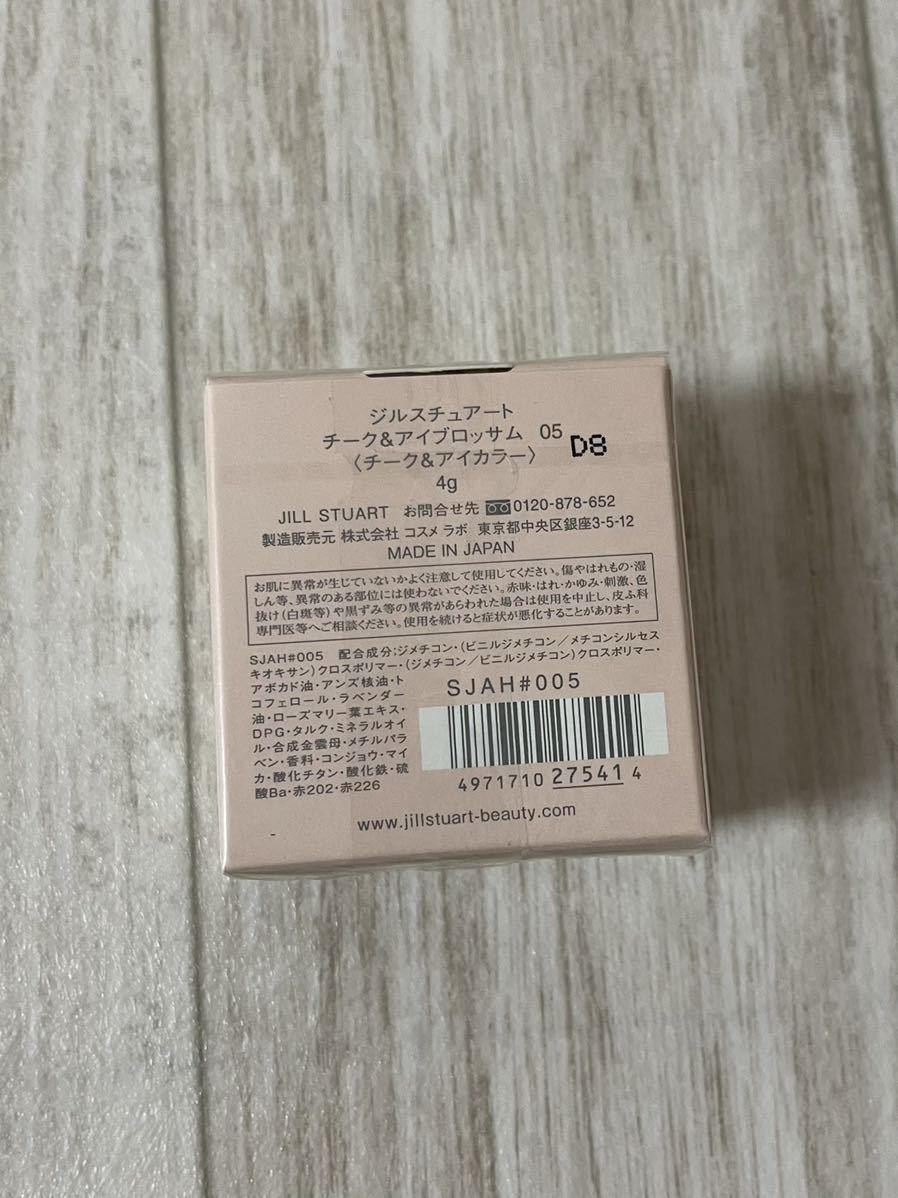 ジルスチュアート
チーク&アイブロッサム 05
〈チーク&アイカラー〉
D8
4g
JILL STUART お問合せ先 0120-878-652
製造販売元 株式会社 コスメ ラボ 東京都中央区銀座3-5-12
MADE IN JAPAN
お肌に異常が生じていないかよく注意して使用してください。傷やはれもの・湿
しん等、異常のある部位には使わないでください。赤味・はれ・かゆみ・刺激、色
抜け(白斑等)や黒ずみ等の異常があらわれた場合は使用を中止し、皮ふ科
専門医等へご相談ください。使用を続けると症状が悪化することがあります。
SJAH#005 配合成分;ジメチコン・(ビニルジメチコン/メチコンシルセス
キオキサン)クロスポリマー・(ジメチコン/ビニルジメチコン)クロスポリマー・
アボカド油・アンズ核油・ト
コフェロール・ラベンダー
油・ローズマリー葉エキス・
DPG・タルク・ミネラルオイ
ル・合成金雲母・メチルパラ
ベン・香料・コンジョウ・マイ
カ・酸化チタン・酸化鉄・硫
酸Ba・赤202・赤226
SJAH#005
4971710 275414
www.jillstuart-beauty.com